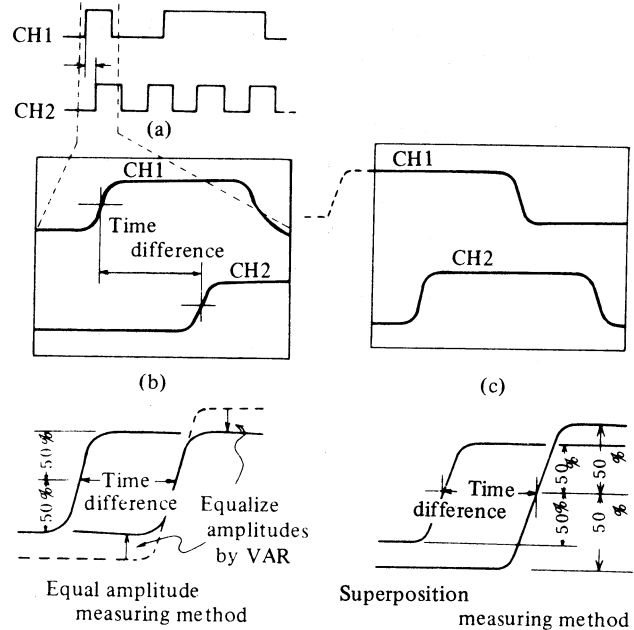 CH1
CH2
(a)
CH1
Time
difference
CH2
(b)
CH1
CH2
(c)
50%
50%
Time
difference
Equalize
amplitudes
by VAR
Equal amplitude
measuring method
50%
50%
50%
50%
Time
difference
Superposition
measuring method